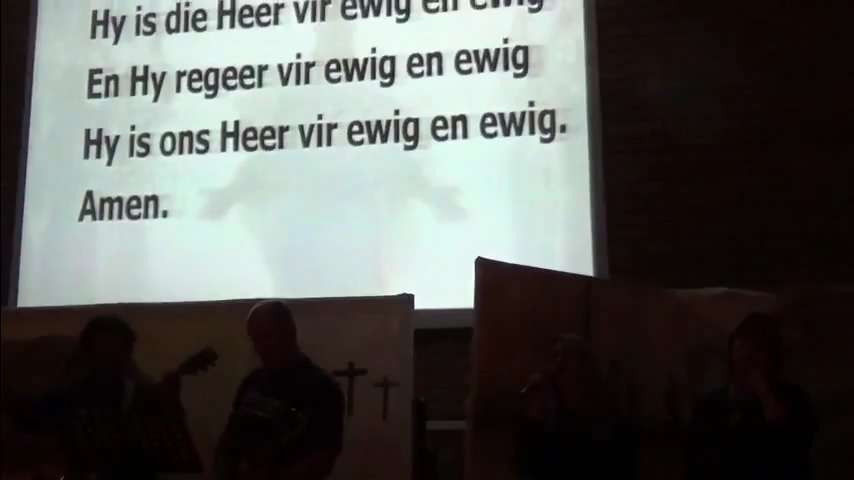 Hy is die Heer vir ewig en ewig
En Hy regeer vir ewig en ewig
Hy is ons Heer vir ewig en ewig.
Amen.